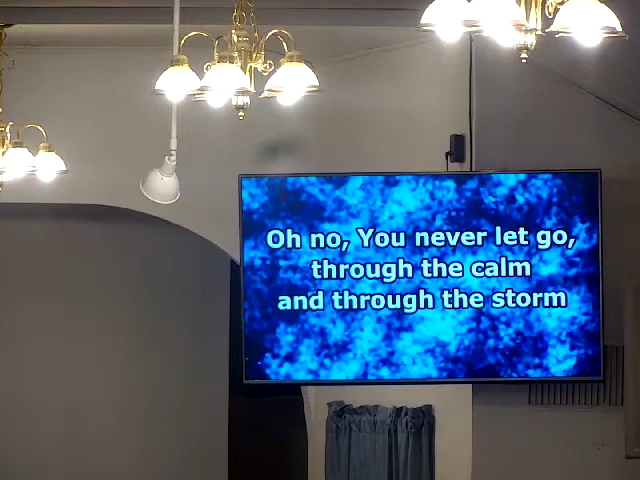 Oh no, You never let go,
through the calm
and through the storm